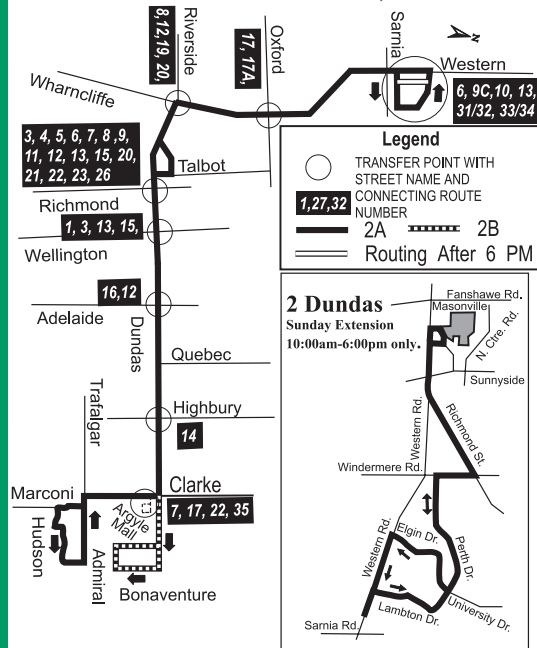 8,12,19, 20,
Riverside
17, 17A,
Oxford
Sarnia
N
Western
6, 9C,10, 13,
31/32, 33/34
Wharncliffe
3, 4, 5, 6, 7, 8 ,9,
11, 12, 13, 15, 20,
21, 22, 23, 26
Talbot
Richmond
1, 3, 13, 15,
Wellington
16,12
Adelaide
Dundas
Quebec
Trafalgar
Highbury
14
Marconi
Clarke
7, 17, 22, 35
Argyle
Mall
Hudson
Admiral
Bonaventure
Legend
TRANSFER POINT WITH
STREET NAME AND
1,27,32 CONNECTING ROUTE
NUMBER
2A 2B
Routing After 6 PM
2 Dundas
Sunday Extension
10:00am-6:00pm only.
Fanshawe Rd.
Masonville
N. Ctre. Rd.
Sunnyside
Western Rd.
Richmond St.
Windermere Rd.
Western Rd.
Elgin Dr.
Perth Dr.
University Dr.
Lambton Dr.
Sarnia Rd.